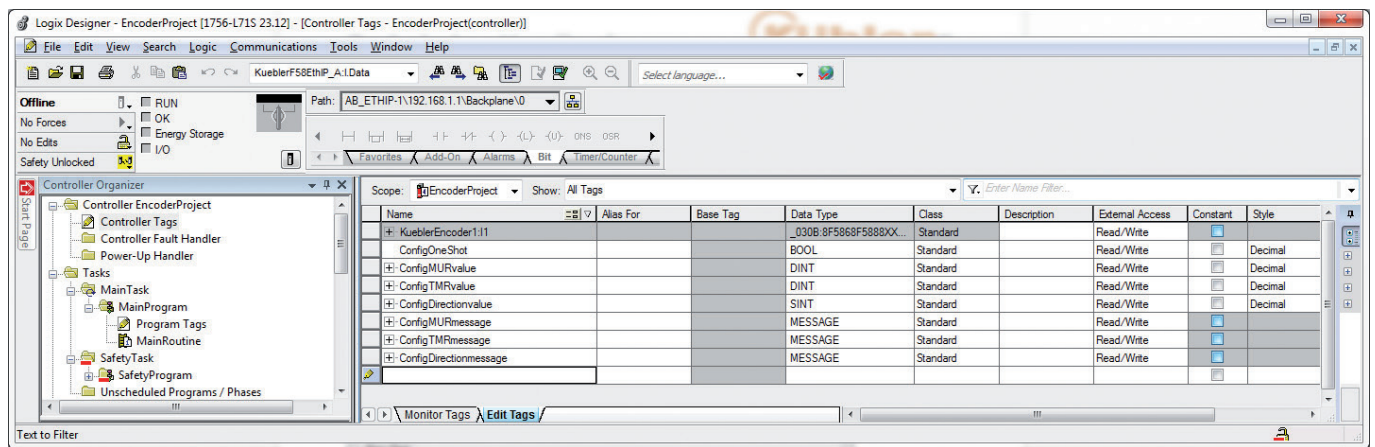 Logix Designer - EncoderProject [1756-L71S 23.12] - [Controller Tags - EncoderProject(controller)]
File Edit View Search Logic Communications Tools Window Help
KueblerF58EthIP_A:I.Data Select language...
Offline RUN Path: AB_ETHIP-1\192.168.1.1\Backplane\0
No Forces OK
No Edits Energy Storage
Safety Unlocked I/O
ONS OSR
Favorites Add-On Alarms Bit Timer/Counter
Start Page
Controller Organizer
Controller EncoderProject
Controller Tags
Controller Fault Handler
Power-Up Handler
Tasks
MainTask
MainProgram
Program Tags
MainRoutine
SafetyTask
SafetyProgram
Unscheduled Programs / Phases
Scope: EncoderProject Show: All Tags Enter Name Filter...
Name Alias For Base Tag Data Type Class Description External Access Constant Style
KueblerEncoder1:I1 _030B:8F5868F5888XX... Standard Read/Write
ConfigOneShot BOOL Standard Read/Write Decimal
ConfigMURvalue DINT Standard Read/Write Decimal
ConfigTMRvalue DINT Standard Read/Write Decimal
ConfigDirectionvalue SINT Standard Read/Write Decimal
ConfigMURmessage MESSAGE Standard Read/Write
ConfigTMRmessage MESSAGE Standard Read/Write
ConfigDirectionmessage MESSAGE Standard Read/Write
Monitor Tags Edit Tags
Text to Filter